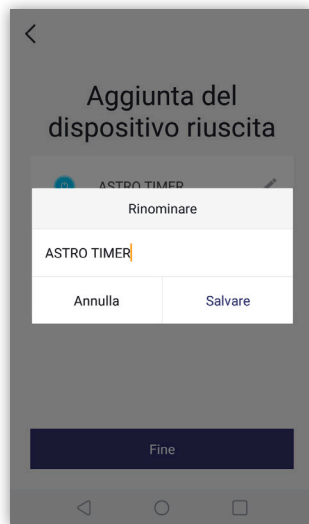 Aggiunta del
dispositivo riuscita
ASTRO TIMER
Rinominare
ASTRO TIMER
Annulla Salvare
Fine